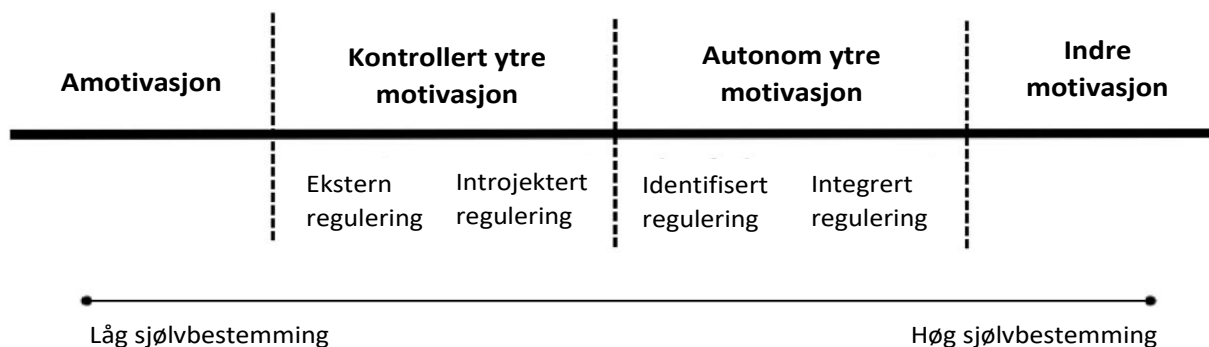 Amotivasjon
Kontrollert ytre
motivasjon
Autonom ytre
motivasjon
Indre
motivasjon
Ekstern
regulering
Introjektert
regulering
Identifisert
regulering
Integrert
regulering
Låg sjølvbestemming
Høg sjølvbestemming